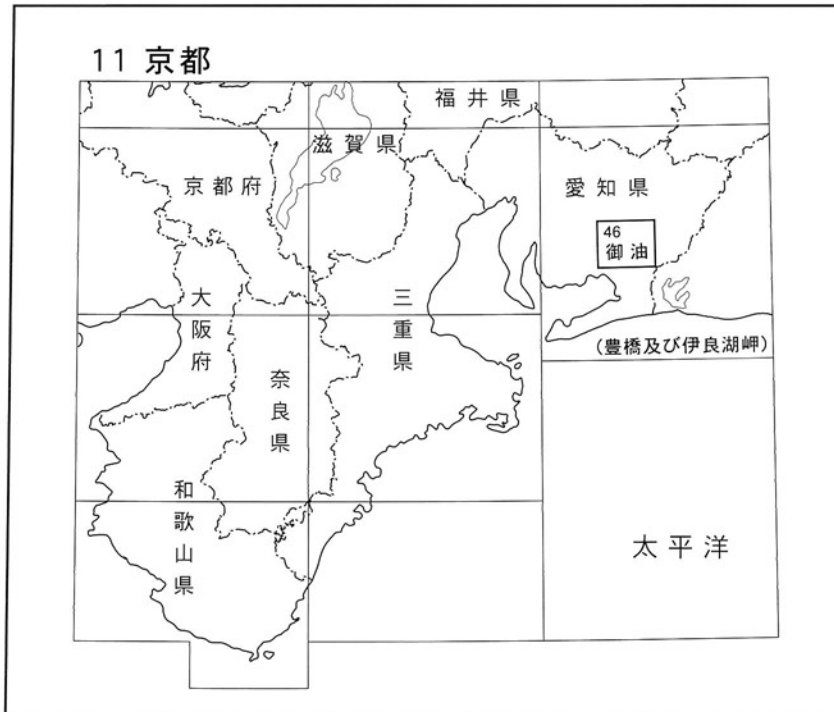 11 京都
福井県
滋賀県
京都府
愛知県
46
御油
大阪府
三重県
(豊橋及び伊良湖岬)
奈良県
和歌山県
太平洋